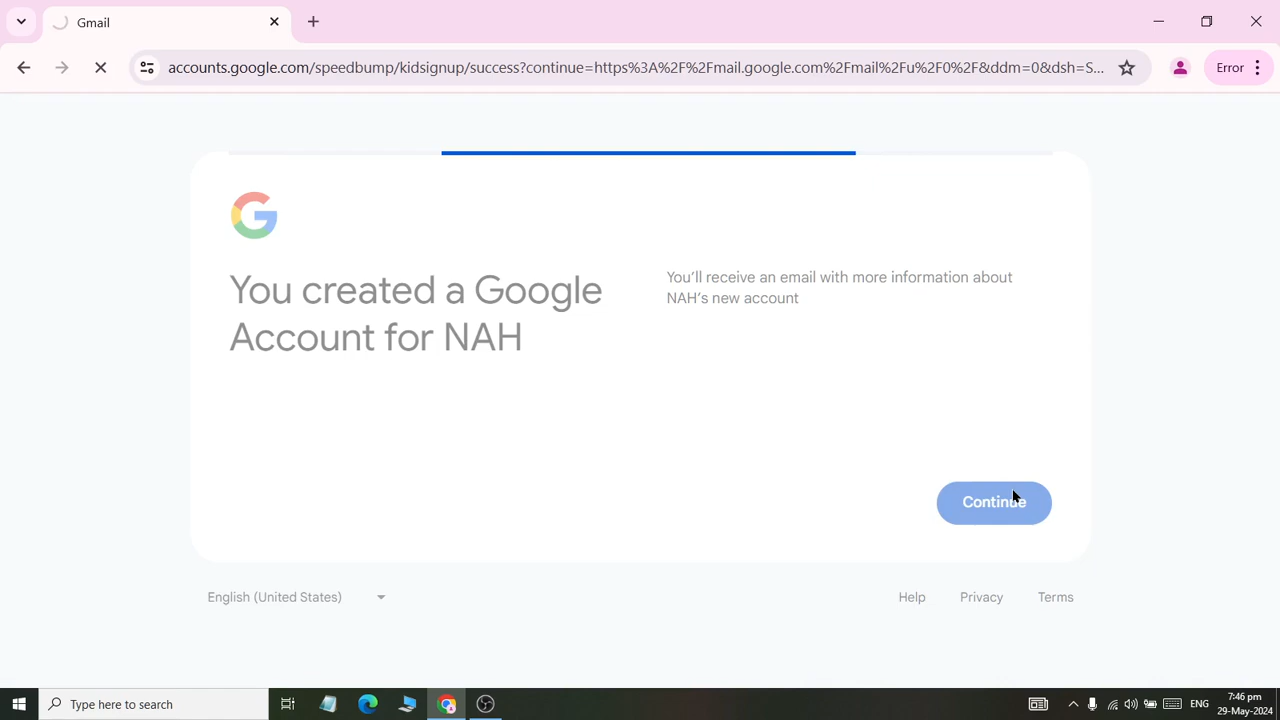 Gmail
accounts.google.com/speedbump/kidsignup/success?continue=https%3A%2F%2Fmail.google.com%2Fmail%2Fu%2F0%2F&ddm=0&dsh=S...
Error
You created a Google
Account for NAH
You'll receive an email with more information about
NAH's new account
Continue
English (United States)
Help
Privacy
Terms
Type here to search
ENG
7:46 pm
29-May-2024